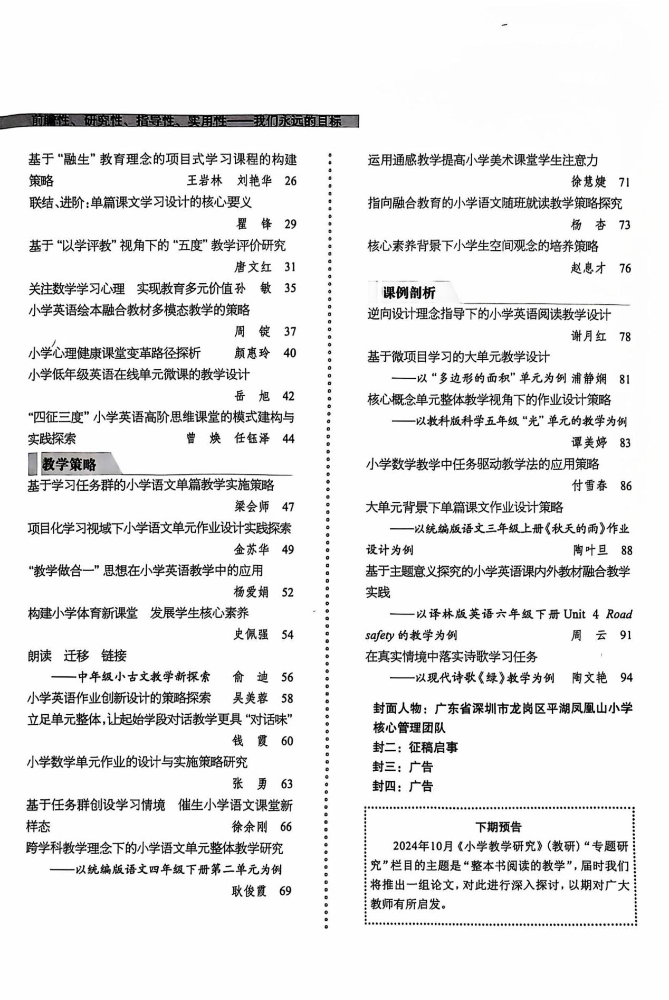 前瞻性、研究性、指导性、实用性——我们永远的目标
基于“融生”教育理念的项目式学习课程的构建
策略 王岩林 刘艳华 26
联结、进阶:单篇课文学习设计的核心要义
瞿 锋 29
基于“以学评教”视角下的“五度”教学评价研究
唐文红 31
关注数学学习心理 实现教育多元价值 孙 敏 35
小学英语绘本融合教材多模态教学的策略
周 锭 37
小学心理健康课堂变革路径探析 颜惠玲 40
小学低年级英语在线单元微课的教学设计
岳 旭 42
“四征三度”小学英语高阶思维课堂的模式建构与
实践探索 曾 焕 任钰泽 44
教学策略
基于学习任务群的小学语文单篇教学实施策略
梁会师 47
项目化学习视域下小学语文单元作业设计实践探索
金苏华 49
“教学做合一”思想在小学英语教学中的应用
杨爱娟 52
构建小学体育新课堂 发展学生核心素养
史佩强 54
朗读 迁移 链接
——中年级小古文教学新探索 俞 迪 56
小学英语作业创新设计的策略探索 吴美蓉 58
立足单元整体,让起始学段对话教学更具“对话味”
钱 霞 60
小学数学单元作业的设计与实施策略研究
张 勇 63
基于任务群创设学习情境 催生小学语文课堂新
样态 徐余刚 66
跨学科教学理念下的小学语文单元整体教学研究
——以统编版语文四年级下册第二单元为例
耿俊霞 69
运用通感教学提高小学美术课堂学生注意力
徐慧婕 71
指向融合教育的小学语文随班就读教学策略探究
杨 杏 73
核心素养背景下小学生空间观念的培养策略
赵息才 76
课例剖析
逆向设计理念指导下的小学英语阅读教学设计
谢月红 78
基于微项目学习的大单元教学设计
——以“多边形的面积”单元为例 浦静娴 81
核心概念单元整体教学视角下的作业设计策略
——以教科版科学五年级“光”单元的教学为例
谭美婷 83
小学数学教学中任务驱动教学法的应用策略
付雪春 86
大单元背景下单篇课文作业设计策略
——以统编版语文三年级上册《秋天的雨》作业
设计为例 陶叶旦 88
基于主题意义探究的小学英语课内外教材融合教学
实践
——以译林版英语六年级下册 Unit 4 Road
safety 的教学为例 周 云 91
在真实情境中落实诗歌学习任务
——以现代诗歌《绿》教学为例 陶文艳 94
封面人物：广东省深圳市龙岗区平湖凤凰山小学
核心管理团队
封二：征稿启事
封三：广告
封四：广告
下期预告
2024年10月《小学教学研究》(教研)“专题研
究”栏目的主题是“整本书阅读的教学”,届时我们
将推出一组论文,对此进行深入探讨,以期对广大
教师有所启发。